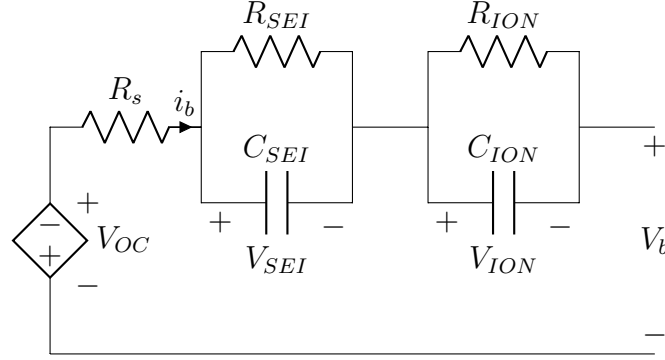 R_SEI R_ION
R_s i_b
C_SEI C_ION
+ − + −
V_SEI V_ION
+
−
+
V_OC
−
+
V_b
−